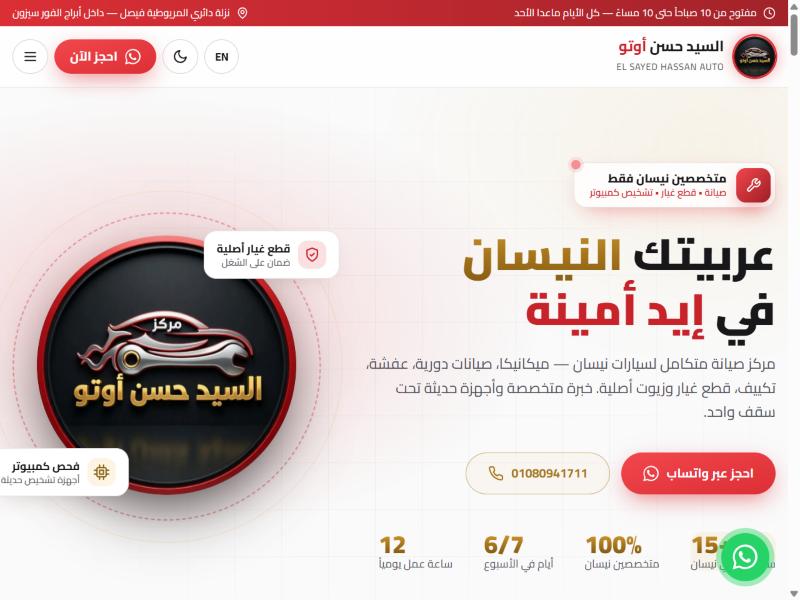 مفتوح من 10 صباحاً حتى 10 مساءً — كل الأيام ماعدا الأحد
نزلة دائري المريوطية فيصل — داخل أبراج الفور سيزون
السيد حسن أوتو
EL SAYED HASSAN AUTO
EN
احجز الآن
متخصصين نيسان فقط
صيانة • قطع غيار • تشخيص كمبيوتر
عربيتك النيسان
في إيد أمينة
مركز صيانة متكامل لسيارات نيسان — ميكانيكا، صيانات دورية، عفشة،
تكييف، قطع غيار وزيوت أصلية. خبرة متخصصة وأجهزة حديثة تحت
سقف واحد.
احجز عبر واتساب
01080941711
15+
نيسان
100%
متخصصين نيسان
6/7
أيام في الأسبوع
12
ساعة عمل يومياً
قطع غيار أصلية
ضمان على الشغل
مركز
السيد حسن أوتو
فحص كمبيوتر
أجهزة تشخيص حديثة